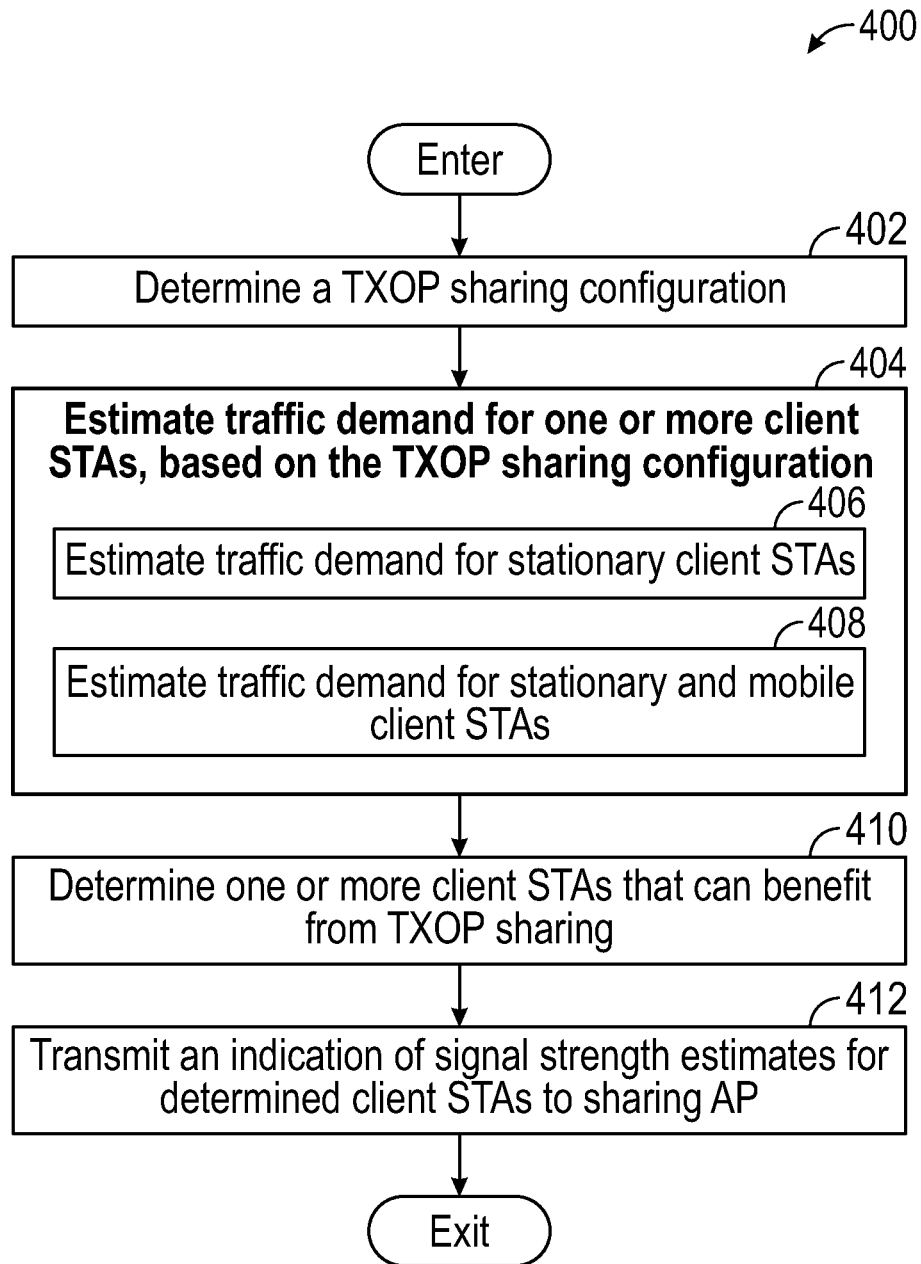 400
Enter
402
Determine a TXOP sharing configuration
404
Estimate traffic demand for one or more client
STAs, based on the TXOP sharing configuration
406
Estimate traffic demand for stationary client STAs
408
Estimate traffic demand for stationary and mobile
client STAs
410
Determine one or more client STAs that can benefit
from TXOP sharing
412
Transmit an indication of signal strength estimates for
determined client STAs to sharing AP
Exit